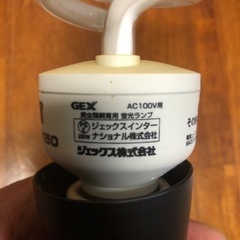 GEX AC100V用
爬虫類飼育用 蛍光ランプ
ジェックスインター
ナショナル株式会社
ジェックス株式会社